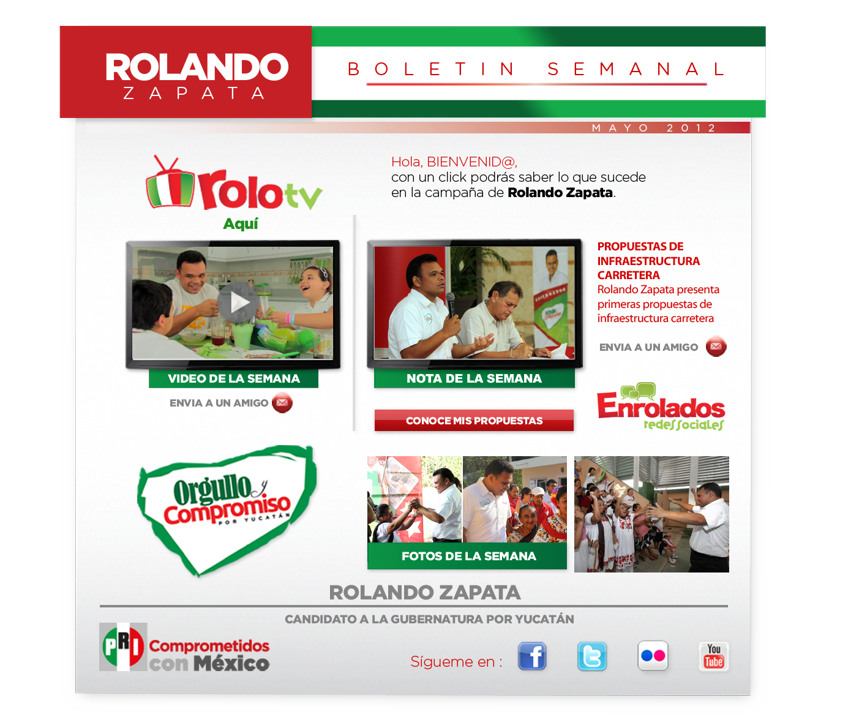 ROLANDO
ZAPATA
BOLETIN SEMANAL
MAYO 2012
rolotv
Aquí
Hola, BIENVENID@,
con un click podrás saber lo que sucede
en la campaña de Rolando Zapata.
VIDEO DE LA SEMANA
ENVIA A UN AMIGO
NOTA DE LA SEMANA
CONOCE MIS PROPUESTAS
PROPUESTAS DE
INFRAESTRUCTURA
CARRETERA
Rolando Zapata presenta
primeras propuestas de
infraestructura carretera
ENVIA A UN AMIGO
Enrolados
redes sociales
Orgullo y
Compromiso
POR YUCATÁN
FOTOS DE LA SEMANA
ROLANDO ZAPATA
CANDIDATO A LA GUBERNATURA POR YUCATÁN
PRI
Comprometidos
con México
Sígueme en :
f
t
You
Tube